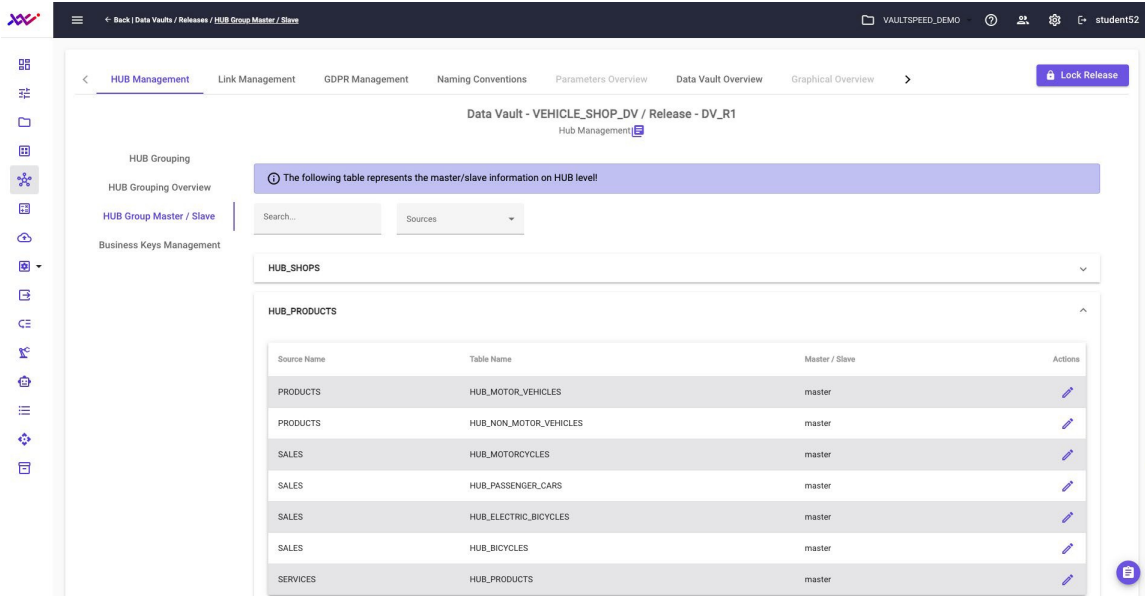 ← Back | Data Vaults / Releases / HUB Group Master / Slave
VAULTSPEED_DEMO
student52
HUB Management Link Management GDPR Management Naming Conventions Parameters Overview Data Vault Overview Graphical Overview
Lock Release
Data Vault - VEHICLE_SHOP_DV / Release - DV_R1
Hub Management
HUB Grouping
HUB Grouping Overview
HUB Group Master / Slave
Business Keys Management
The following table represents the master/slave information on HUB level!
Search... Sources
HUB_SHOPS
HUB_PRODUCTS
Source Name Table Name Master / Slave Actions
PRODUCTS HUB_MOTOR_VEHICLES master
PRODUCTS HUB_NON_MOTOR_VEHICLES master
SALES HUB_MOTORCYCLES master
SALES HUB_PASSENGER_CARS master
SALES HUB_ELECTRIC_BICYCLES master
SALES HUB_BICYCLES master
SERVICES HUB_PRODUCTS master